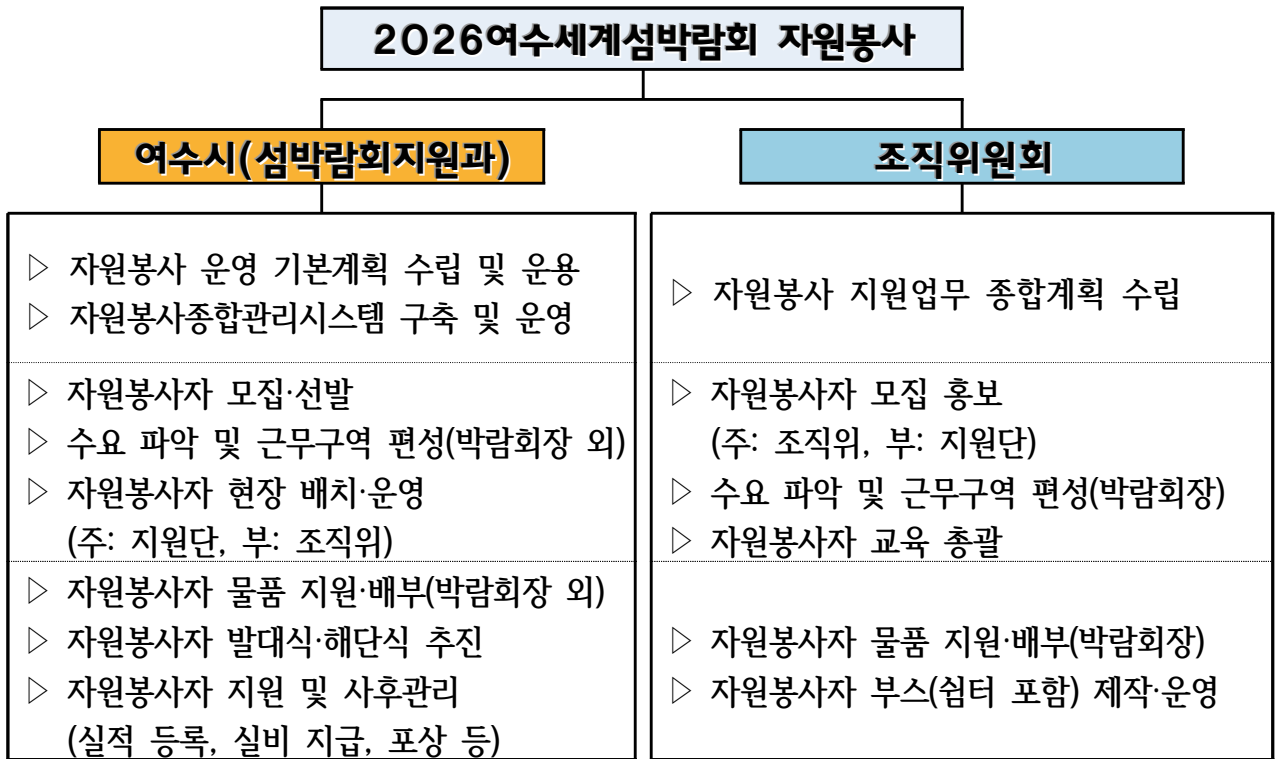 2026여수세계섬박람회 자원봉사
여수시(섬박람회지원과)
▷ 자원봉사 운영 기본계획 수립 및 운용
▷ 자원봉사종합관리시스템 구축 및 운영
▷ 자원봉사자 모집·선발
▷ 수요 파악 및 근무구역 편성(박람회장 외)
▷ 자원봉사자 현장 배치·운영
(주: 지원단, 부: 조직위)
▷ 자원봉사자 물품 지원·배부(박람회장 외)
▷ 자원봉사자 발대식·해단식 추진
▷ 자원봉사자 지원 및 사후관리
(실적 등록, 실비 지급, 포상 등)
조직위원회
▷ 자원봉사 지원업무 종합계획 수립
▷ 자원봉사자 모집 홍보
(주: 조직위, 부: 지원단)
▷ 수요 파악 및 근무구역 편성(박람회장)
▷ 자원봉사자 교육 총괄
▷ 자원봉사자 물품 지원·배부(박람회장)
▷ 자원봉사자 부스(쉼터 포함) 제작·운영